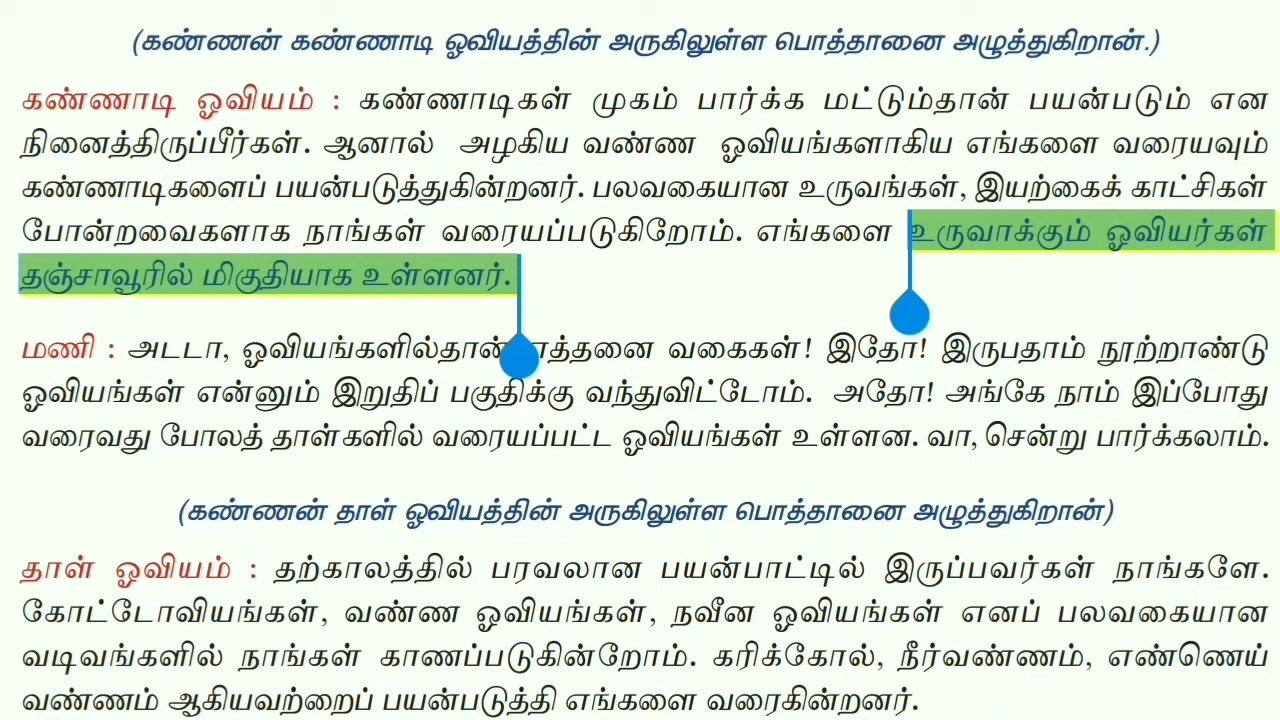 (கண்ணன் கண்ணாடி ஓவியத்தின் அருகிலுள்ள பொத்தானை அழுத்துகிறான்.)
கண்ணாடி ஓவியம் : கண்ணாடிகள் முகம் பார்க்க மட்டும்தான் பயன்படும் என
நினைத்திருப்பீர்கள். ஆனால் அழகிய வண்ண ஓவியங்களாகிய எங்களை வரையவும்
கண்ணாடிகளைப் பயன்படுத்துகின்றனர். பலவகையான உருவங்கள், இயற்கைக் காட்சிகள்
போன்றவைகளாக நாங்கள் வரையப்படுகிறோம். எங்களை உருவாக்கும் ஓவியர்கள்
தஞ்சாவூரில் மிகுதியாக உள்ளனர்.
மணி : அடடா, ஓவியங்களில்தான் எத்தனை வகைகள்! இதோ! இருபதாம் நூற்றாண்டு
ஓவியங்கள் என்னும் இறுதிப் பகுதிக்கு வந்துவிட்டோம். அதோ! அங்கே நாம் இப்போது
வரைவது போலத் தாள்களில் வரையப்பட்ட ஓவியங்கள் உள்ளன. வா, சென்று பார்க்கலாம்.
(கண்ணன் தாள் ஓவியத்தின் அருகிலுள்ள பொத்தானை அழுத்துகிறான்)
தாள் ஓவியம் : தற்காலத்தில் பரவலான பயன்பாட்டில் இருப்பவர்கள் நாங்களே.
கோட்டோவியங்கள், வண்ண ஓவியங்கள், நவீன ஓவியங்கள் எனப் பலவகையான
வடிவங்களில் நாங்கள் காணப்படுகின்றோம். கரிக்கோல், நீர்வண்ணம், எண்ணெய்
வண்ணம் ஆகியவற்றைப் பயன்படுத்தி எங்களை வரைகின்றனர்.